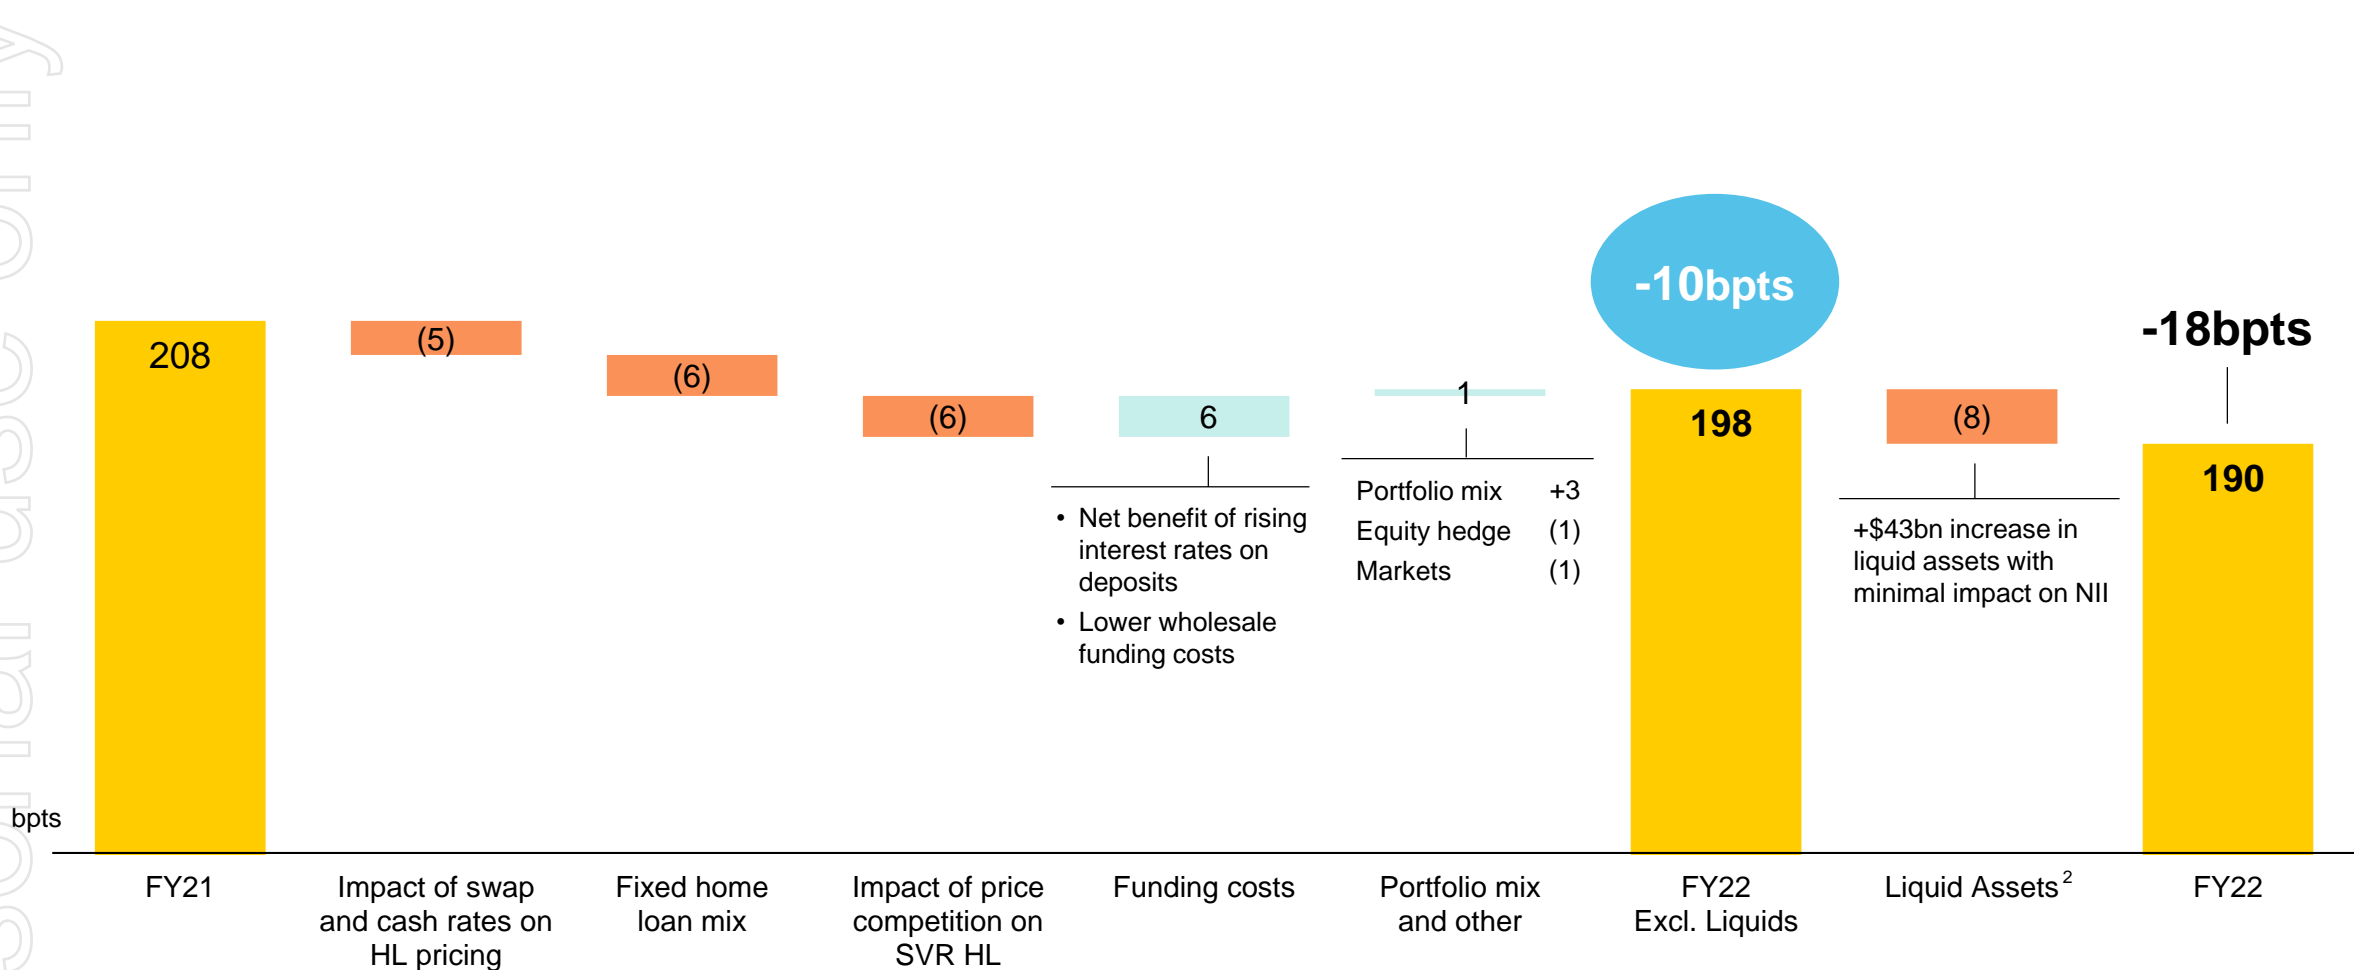 -10bpts
-18bpts
208
(5)
(6)
(6)
6
1
198
(8)
190
• Net benefit of rising
interest rates on
deposits
• Lower wholesale
funding costs
Portfolio mix +3
Equity hedge (1)
Markets (1)
+$43bn increase in
liquid assets with
minimal impact on NII
bpts
FY21
Impact of swap
and cash rates on
HL pricing
Fixed home
loan mix
Impact of price
competition on
SVR HL
Funding costs
Portfolio mix
and other
FY22
Excl. Liquids
Liquid Assets 2
FY22